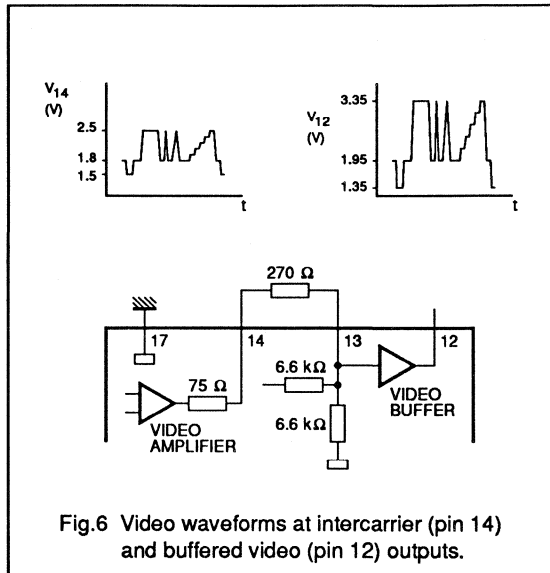 V14
(V)
2.5
1.8
1.5
t
V12
(V)
3.35
1.95
1.35
t
270 Ω
17
14
13
12
75 Ω
6.6 kΩ
6.6 kΩ
VIDEO
AMPLIFIER
VIDEO
BUFFER
Fig.6 Video waveforms at intercarrier (pin 14)
and buffered video (pin 12) outputs.